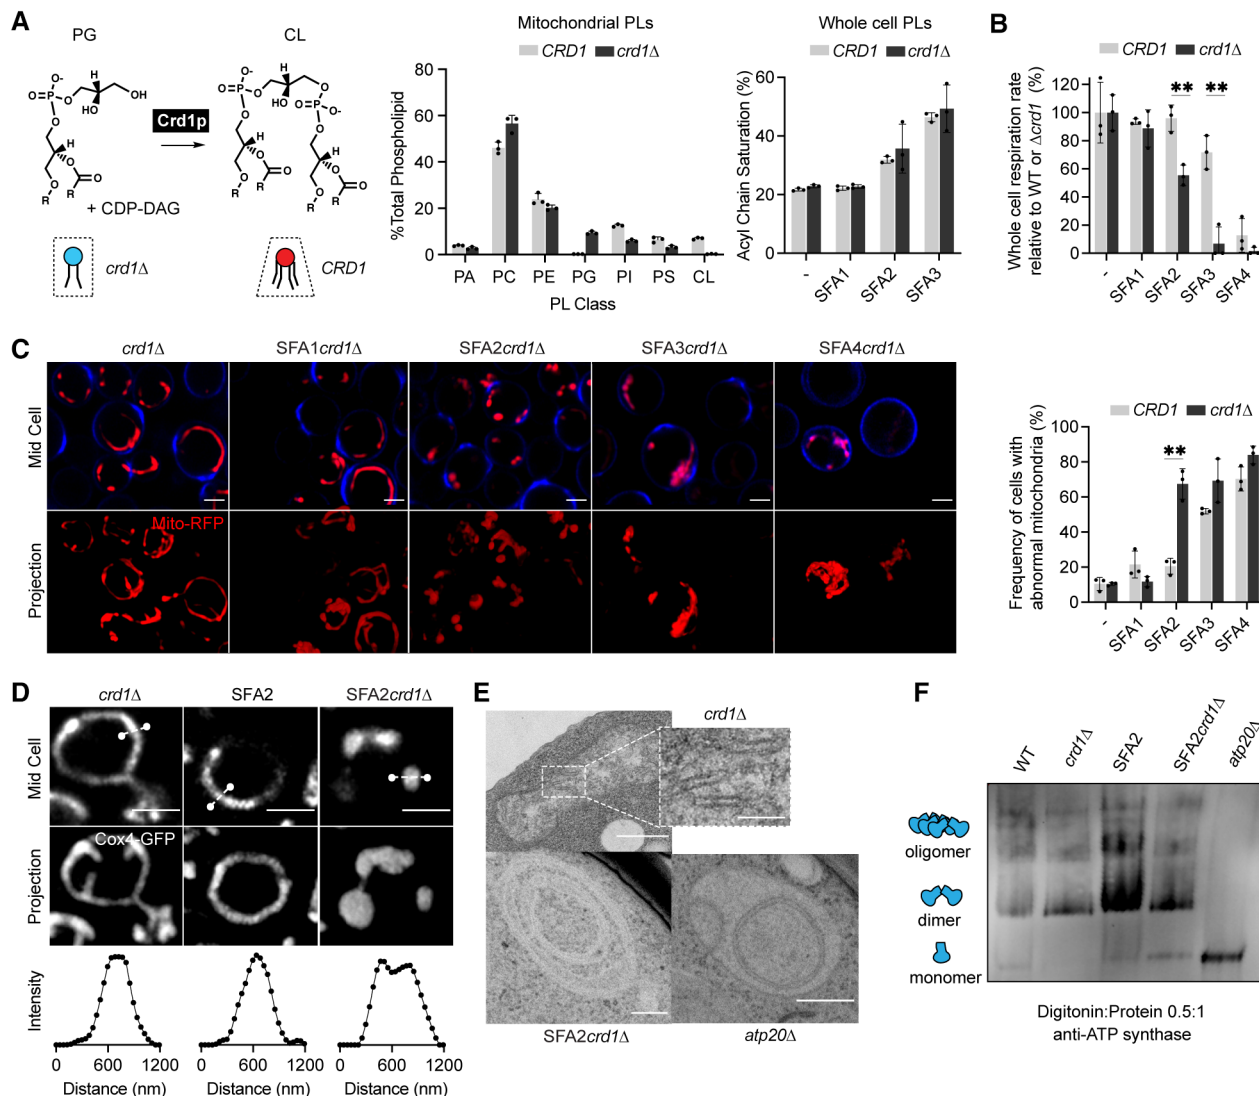 A
PG
CL
Crd1p
+ CDP-DAG
crd1Δ
CRD1
O-
O
P
O
H
OH
HO
O
O
O
R
R
O-
O
P
O
H
HO
O
P
O-
O
O
H
H
O
O
O
O
R
R
R
R
Mitochondrial PLs
CRD1 crd1Δ
%Total Phospholipid
80
60
40
20
0
PA PC PE PG PI PS CL
PL Class
Whole cell PLs
CRD1 crd1Δ
Acyl Chain Saturation (%)
60
40
20
0
- SFA1 SFA2 SFA3
B
CRD1 crd1Δ
Whole cell respiration rate
relative to WT or Δcrd1 (%)
120
100
80
60
40
20
0
** **
- SFA1 SFA2 SFA3 SFA4
C
crd1Δ SFA1crd1Δ SFA2crd1Δ SFA3crd1Δ SFA4crd1Δ
Mid Cell
Mito-RFP
Projection
CRD1 crd1Δ
Frequency of cells with
abnormal mitochondria (%)
100
80
60
40
20
0
**
- SFA1 SFA2 SFA3 SFA4
D
crd1Δ SFA2 SFA2crd1Δ
Mid Cell
Cox4-GFP
Projection
Intensity
0 600 1200 0 600 1200 0 600 1200
Distance (nm) Distance (nm) Distance (nm)
E
crd1Δ
SFA2crd1Δ atp20Δ
F
WT crd1Δ SFA2 SFA2crd1Δ atp20Δ
oligomer
dimer
monomer
Digitonin:Protein 0.5:1
anti-ATP synthase